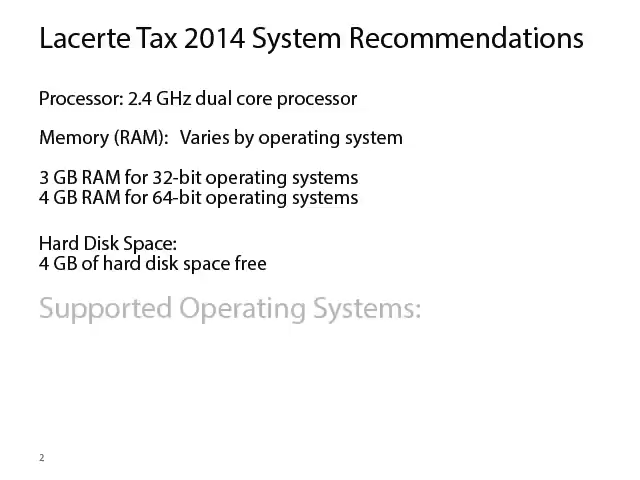 Lacerte Tax 2014 System Recommendations
Processor: 2.4 GHz dual core processor
Memory (RAM): Varies by operating system
3 GB RAM for 32-bit operating systems
4 GB RAM for 64-bit operating systems
Hard Disk Space:
4 GB of hard disk space free
Supported Operating Systems:
2